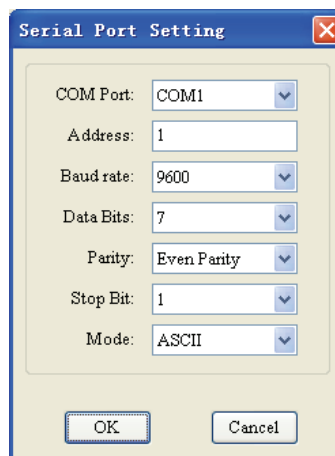 Serial Port Setting
COM Port: COM1
Address: 1
Baud rate: 9600
Data Bits: 7
Parity: Even Parity
Stop Bit: 1
Mode: ASCII
OK Cancel